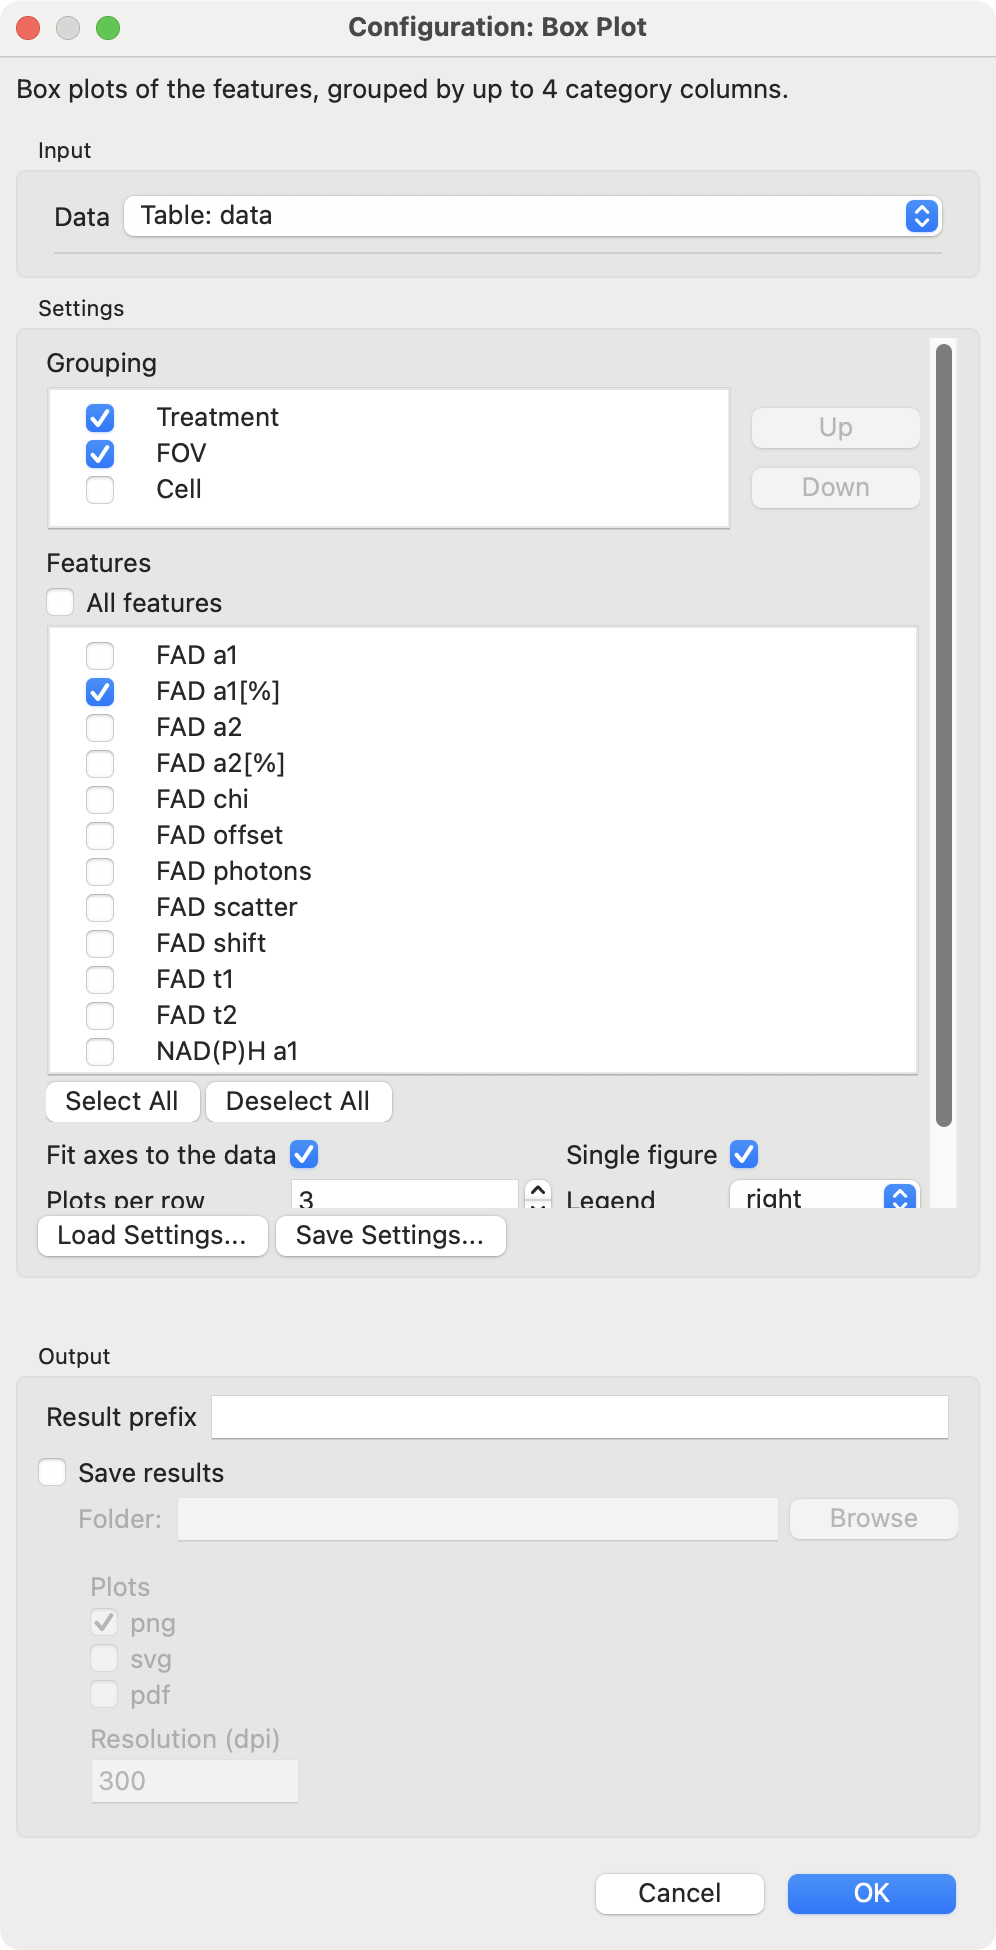 Configuration: Box Plot
Box plots of the features, grouped by up to 4 category columns.
Input
Data Table: data
Settings
Grouping
Treatment
FOV
Cell
Up
Down
Features
All features
FAD a1
FAD a1[%]
FAD a2
FAD a2[%]
FAD chi
FAD offset
FAD photons
FAD scatter
FAD shift
FAD t1
FAD t2
NAD(P)H a1
Select All Deselect All
Fit axes to the data Single figure
Plots per row 3 Legend right
Load Settings... Save Settings...
Output
Result prefix
Save results
Folder: Browse
Plots
png
svg
pdf
Resolution (dpi)
300
Cancel OK